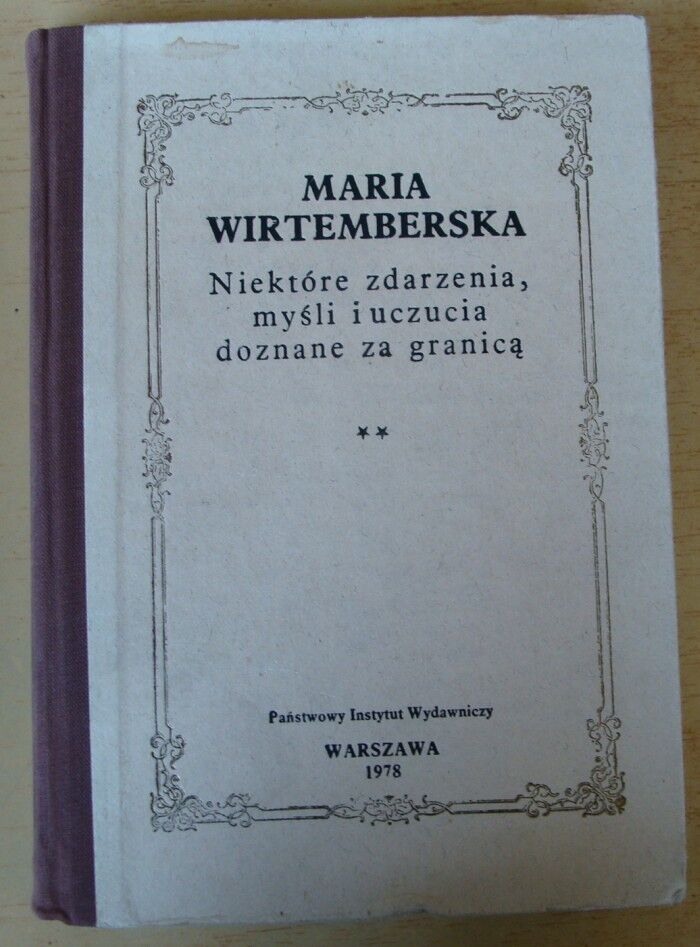 MARIA
WIRTEMBERSKA
Niektóre zdarzenia,
myśli i uczucia
doznane za granicą
★★
Państwowy Instytut Wydawniczy
WARSZAWA
1978